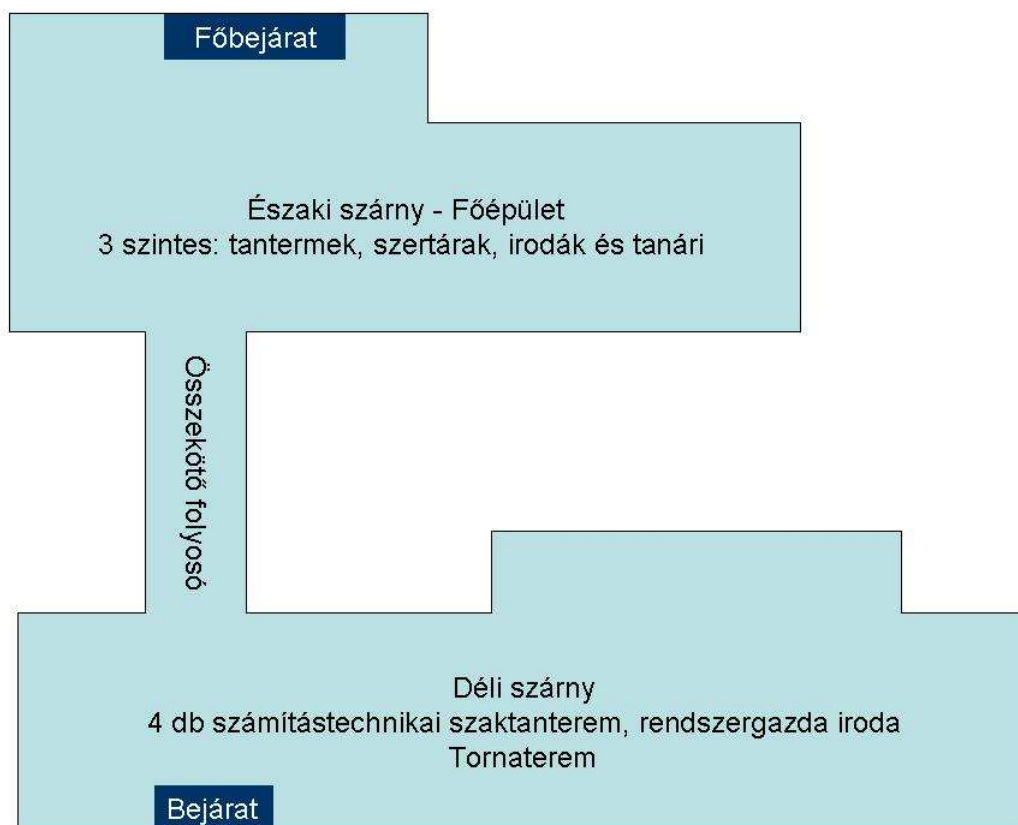 Főbejárat
Északi szárny - Főépület
3 szintes: tantermek, szertárak, irodák és tanári
Összekötő folyosó
Déli szárny
4 db számítástechnikai szaktanterem, rendszergazda iroda
Tornaterem
Bejárat